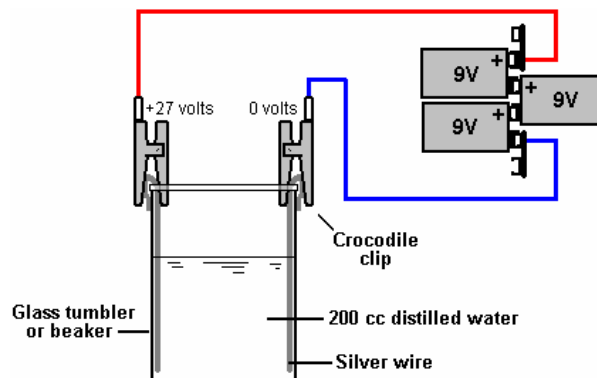 +27 volts
0 volts
9V
+
9V
+
9V
+
Crocodile
clip
Glass tumbler
or beaker
200 cc distilled water
Silver wire